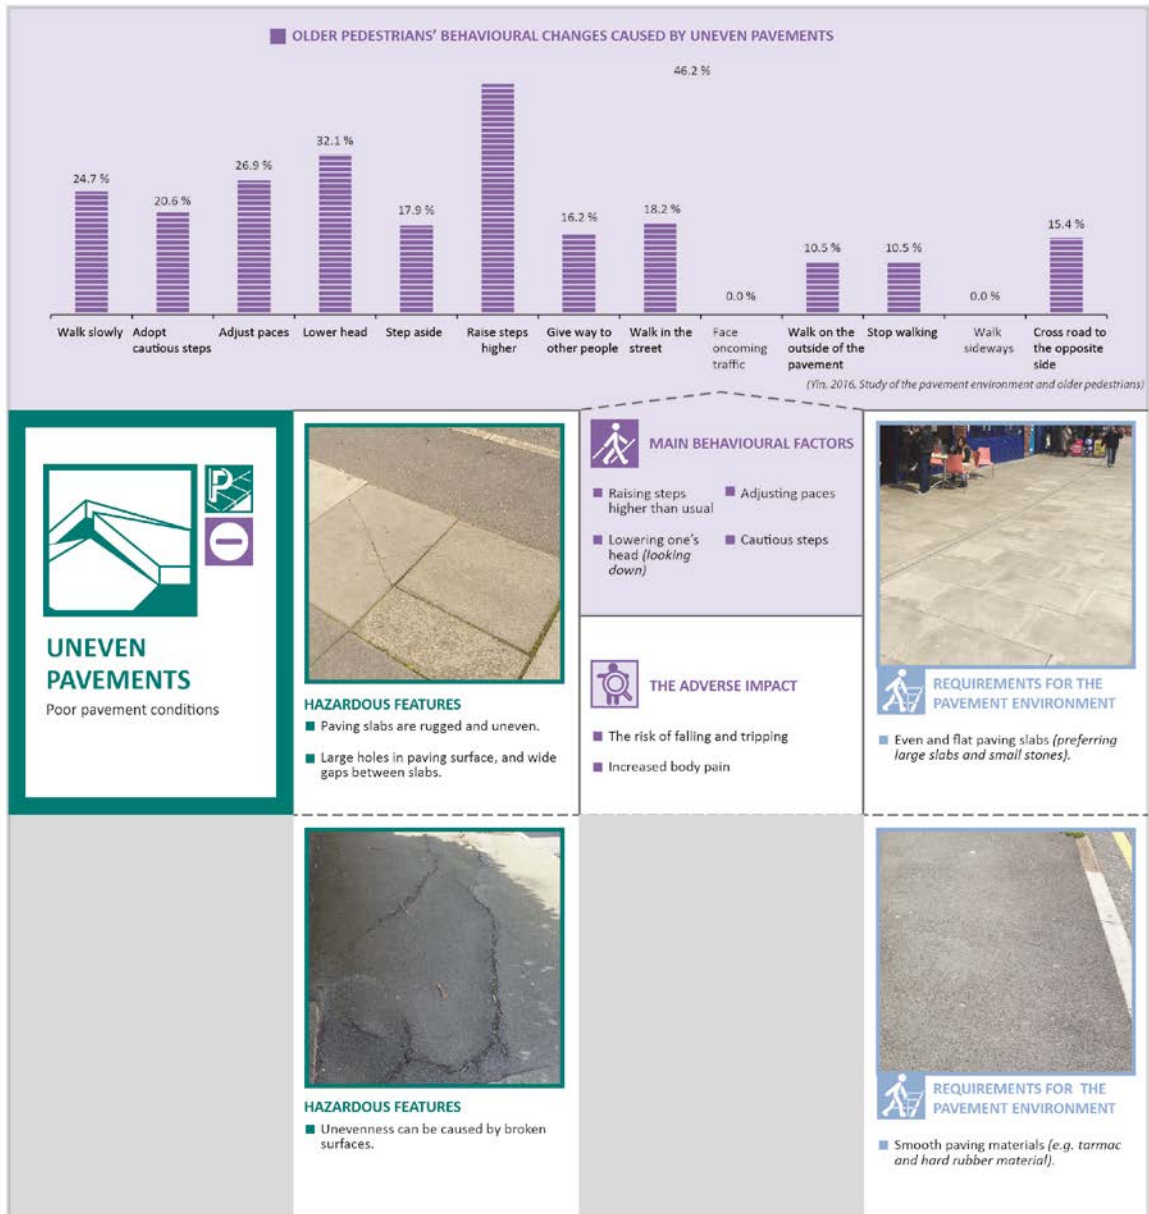 OLDER PEDESTRIANS' BEHAVIOURAL CHANGES CAUSED BY UNEVEN PAVEMENTS
46.2 %
32.1 %
26.9 %
24.7 %
20.6 %
17.9 %
16.2 %
18.2 %
0.0 %
10.5 %
10.5 %
0.0 %
15.4 %
Walk slowly
Adopt
cautious steps
Adjust paces
Lower head
Step aside
Raise steps
higher
Give way to
other people
Walk in the
street
Face
oncoming
traffic
Walk on the
outside of the
pavement
Stop walking
Walk
sideways
Cross road to
the opposite
side
(Yin, 2016, Study of the pavement environment and older pedestrians)
P
UNEVEN
PAVEMENTS
Poor pavement conditions
HAZARDOUS FEATURES
Paving slabs are rugged and uneven.
Large holes in paving surface, and wide
gaps between slabs.
MAIN BEHAVIOURAL FACTORS
Raising steps
higher than usual
Adjusting paces
Lowering one's
head (looking
down)
Cautious steps
THE ADVERSE IMPACT
The risk of falling and tripping
Increased body pain
REQUIREMENTS FOR THE
PAVEMENT ENVIRONMENT
Even and flat paving slabs (preferring
large slabs and small stones).
HAZARDOUS FEATURES
Unevenness can be caused by broken
surfaces.
REQUIREMENTS FOR THE
PAVEMENT ENVIRONMENT
Smooth paving materials (e.g. tarmac
and hard rubber material).